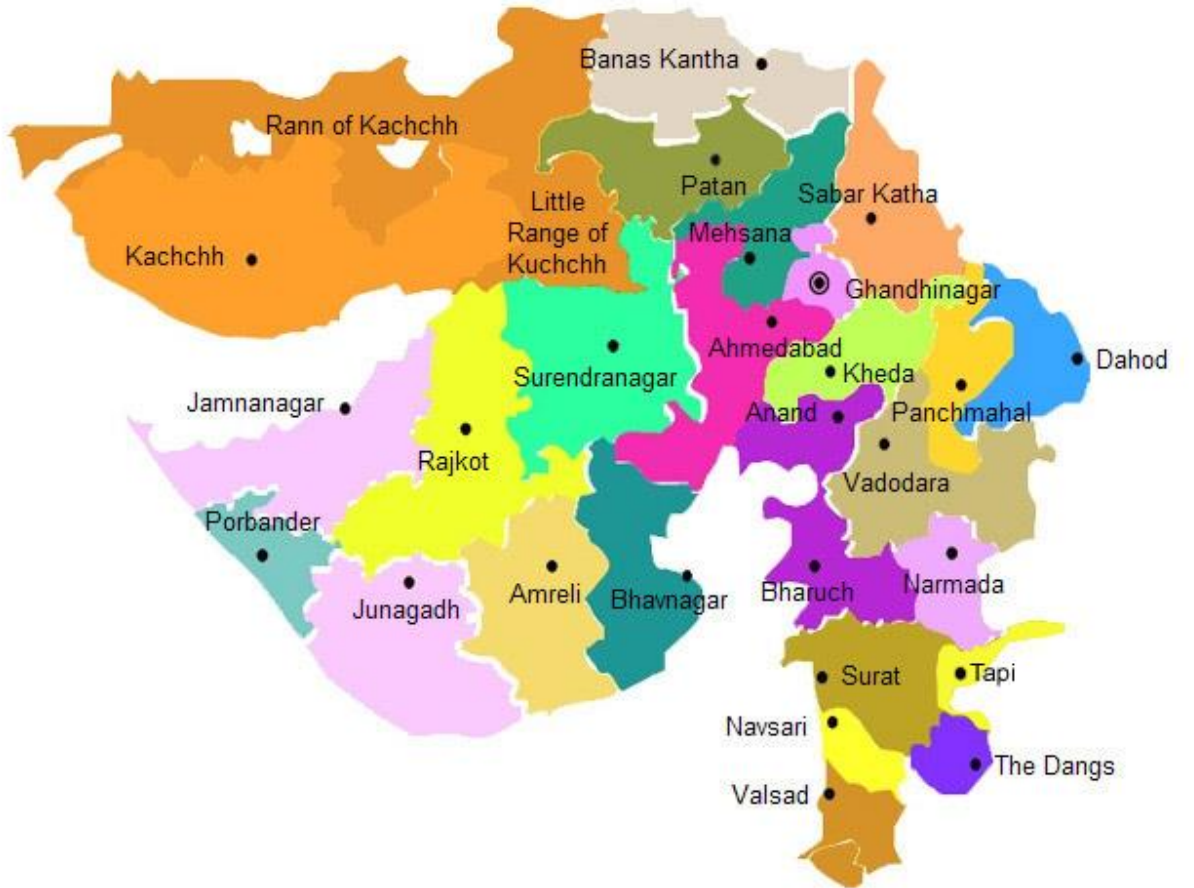 Banas Kantha
Rann of Kachchh
Patan
Sabar Katha
Little
Range of
Kuchchh
Mehsana
Kachchh
Ghandhinagar
Ahmedabad
Dahod
Surendranagar
Kheda
Jamnanagar
Anand
Panchmahal
Rajkot
Vadodara
Porbander
Junagadh
Amreli
Bhavnagar
Bharuch
Narmada
Surat
Tapi
Navsari
The Dangs
Valsad